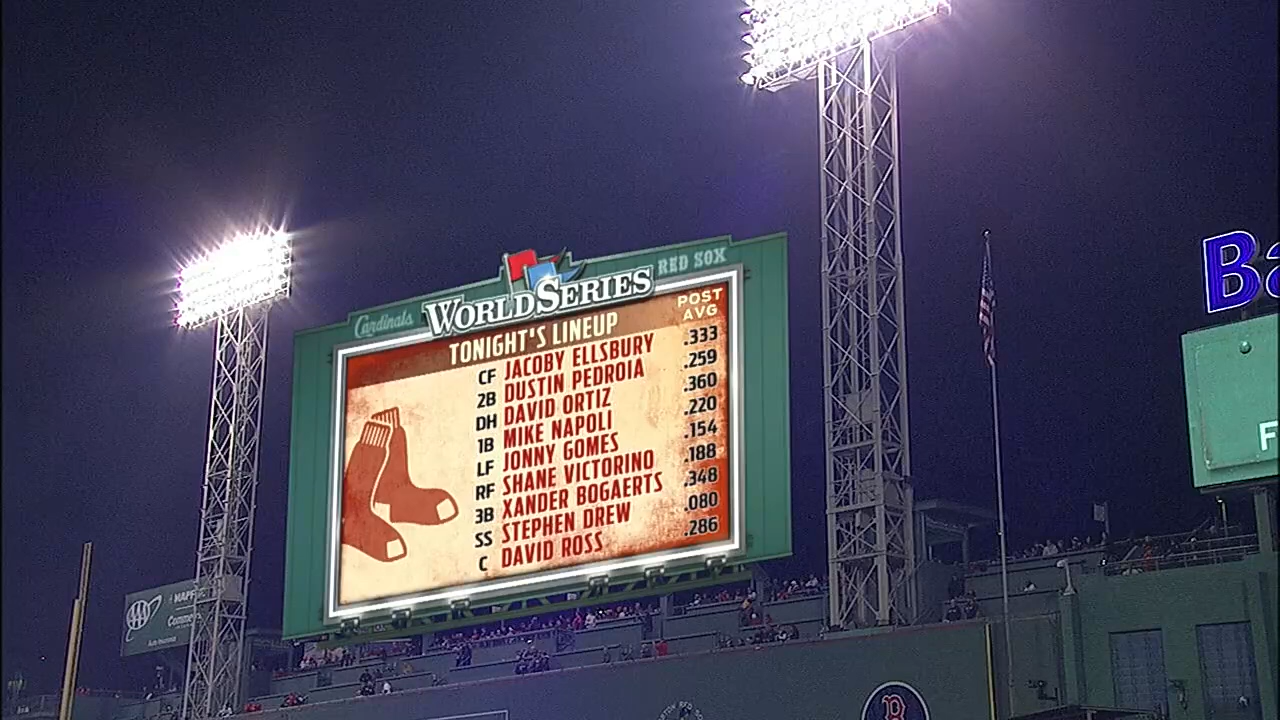 Cardinals
WORLD SERIES
RED SOX
TONIGHT'S LINEUP
POST
AVG
CF JACOBY ELLSBURY .333
2B DUSTIN PEDROIA .259
DH DAVID ORTIZ .360
1B MIKE NAPOLI .220
LF JONNY GOMES .154
RF SHANE VICTORINO .188
3B XANDER BOGAERTS .348
SS STEPHEN DREW .080
C DAVID ROSS .286
Ba
F
AAA
B